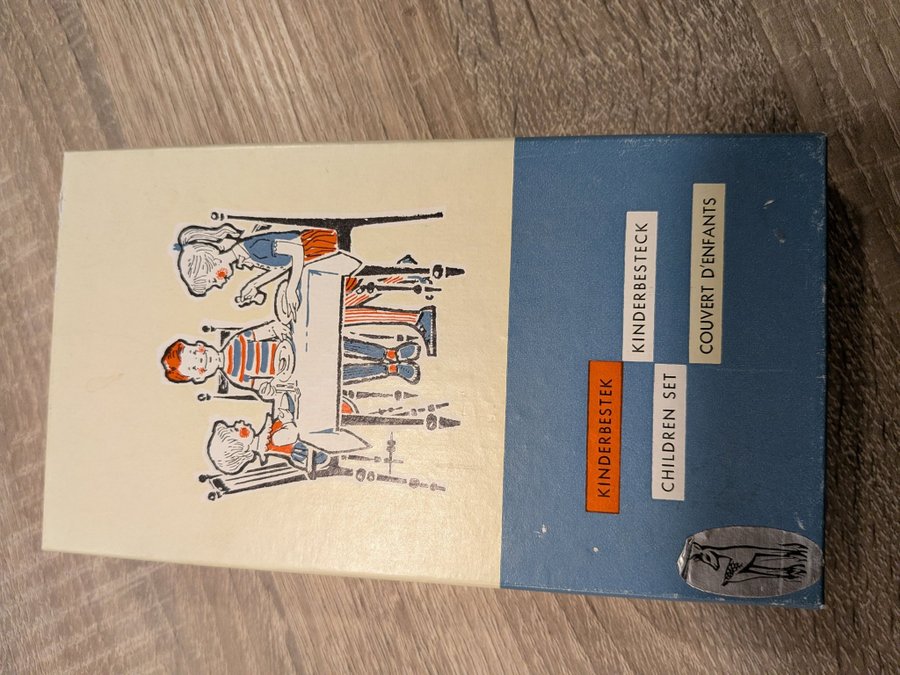 KINDERBESTEK
KINDERBESTECK
CHILDREN SET
COUVERT D'ENFANTS